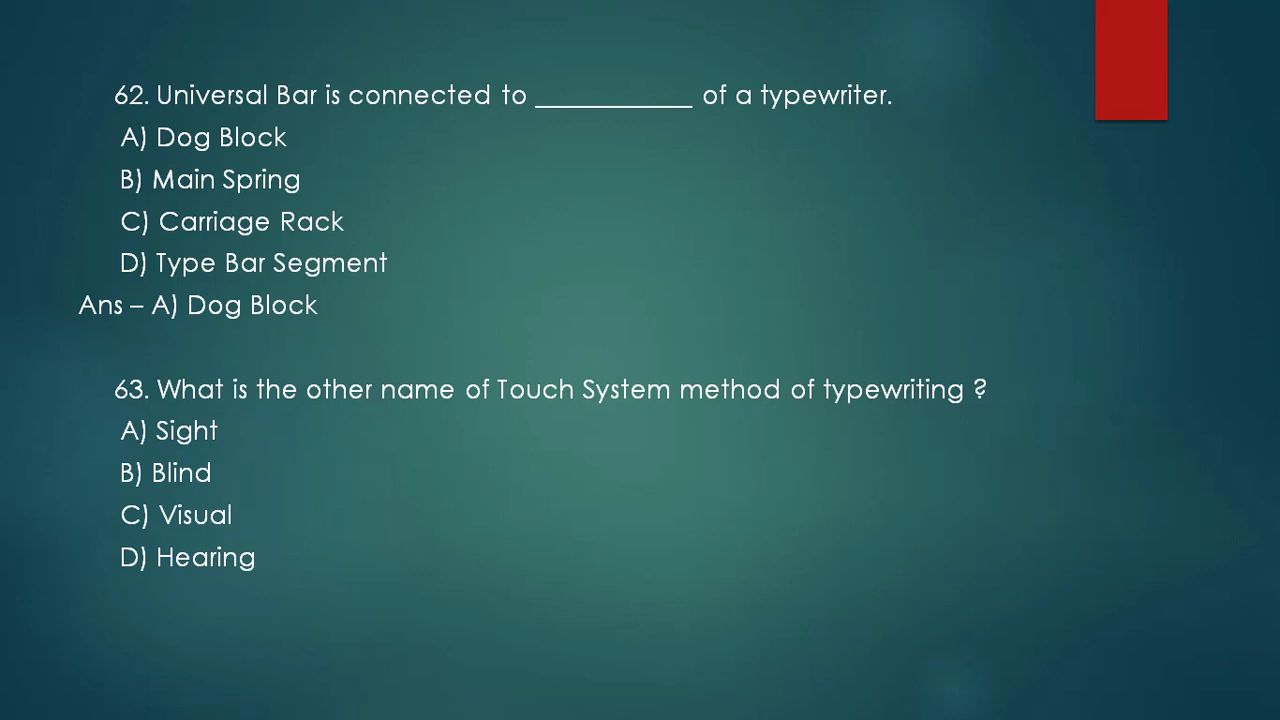 62. Universal Bar is connected to ____________ of a typewriter.
A) Dog Block
B) Main Spring
C) Carriage Rack
D) Type Bar Segment
Ans – A) Dog Block
63. What is the other name of Touch System method of typewriting ?
A) Sight
B) Blind
C) Visual
D) Hearing